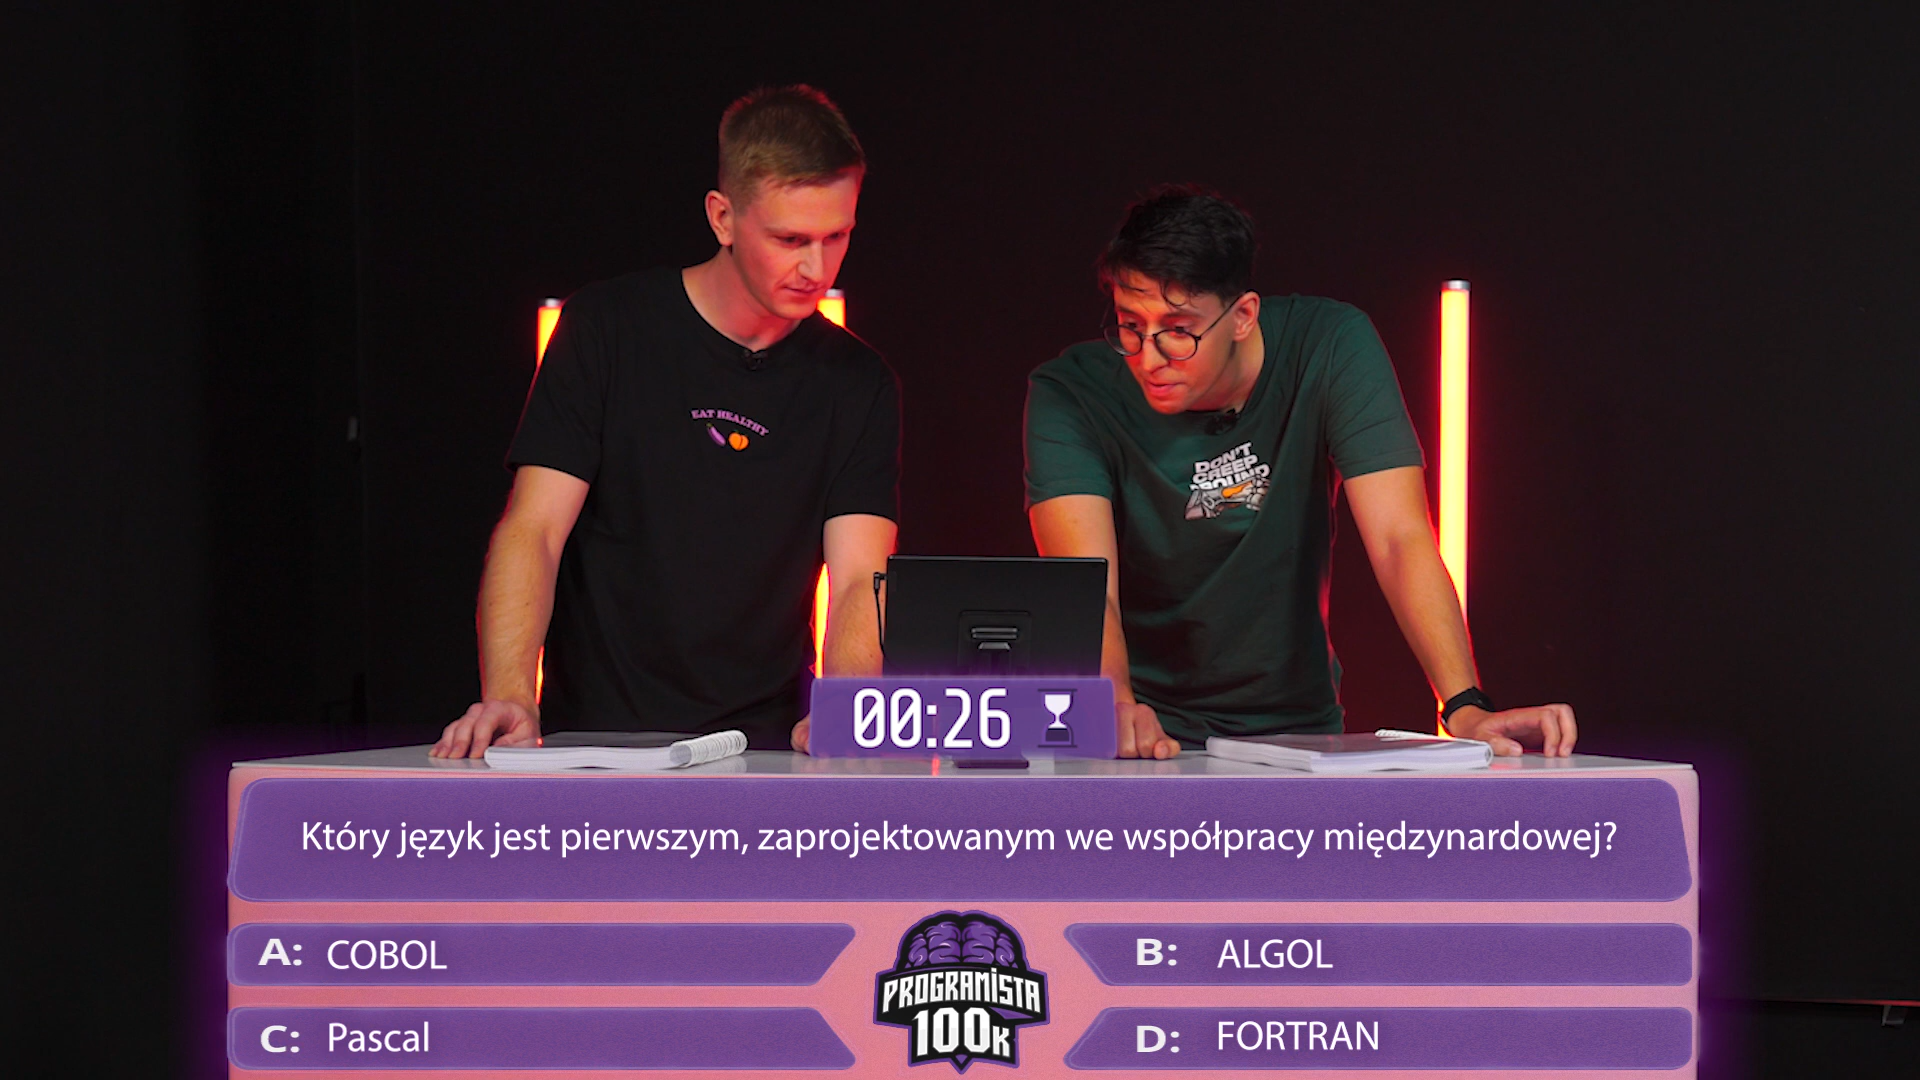 EAT HEALTHY
DON'T
CREEP
AROUND
00:26
Który język jest pierwszym, zaprojektowanym we współpracy międzynardowej?
A: COBOL
B: ALGOL
PROGRAMiSTA
100K
C: Pascal
D: FORTRAN